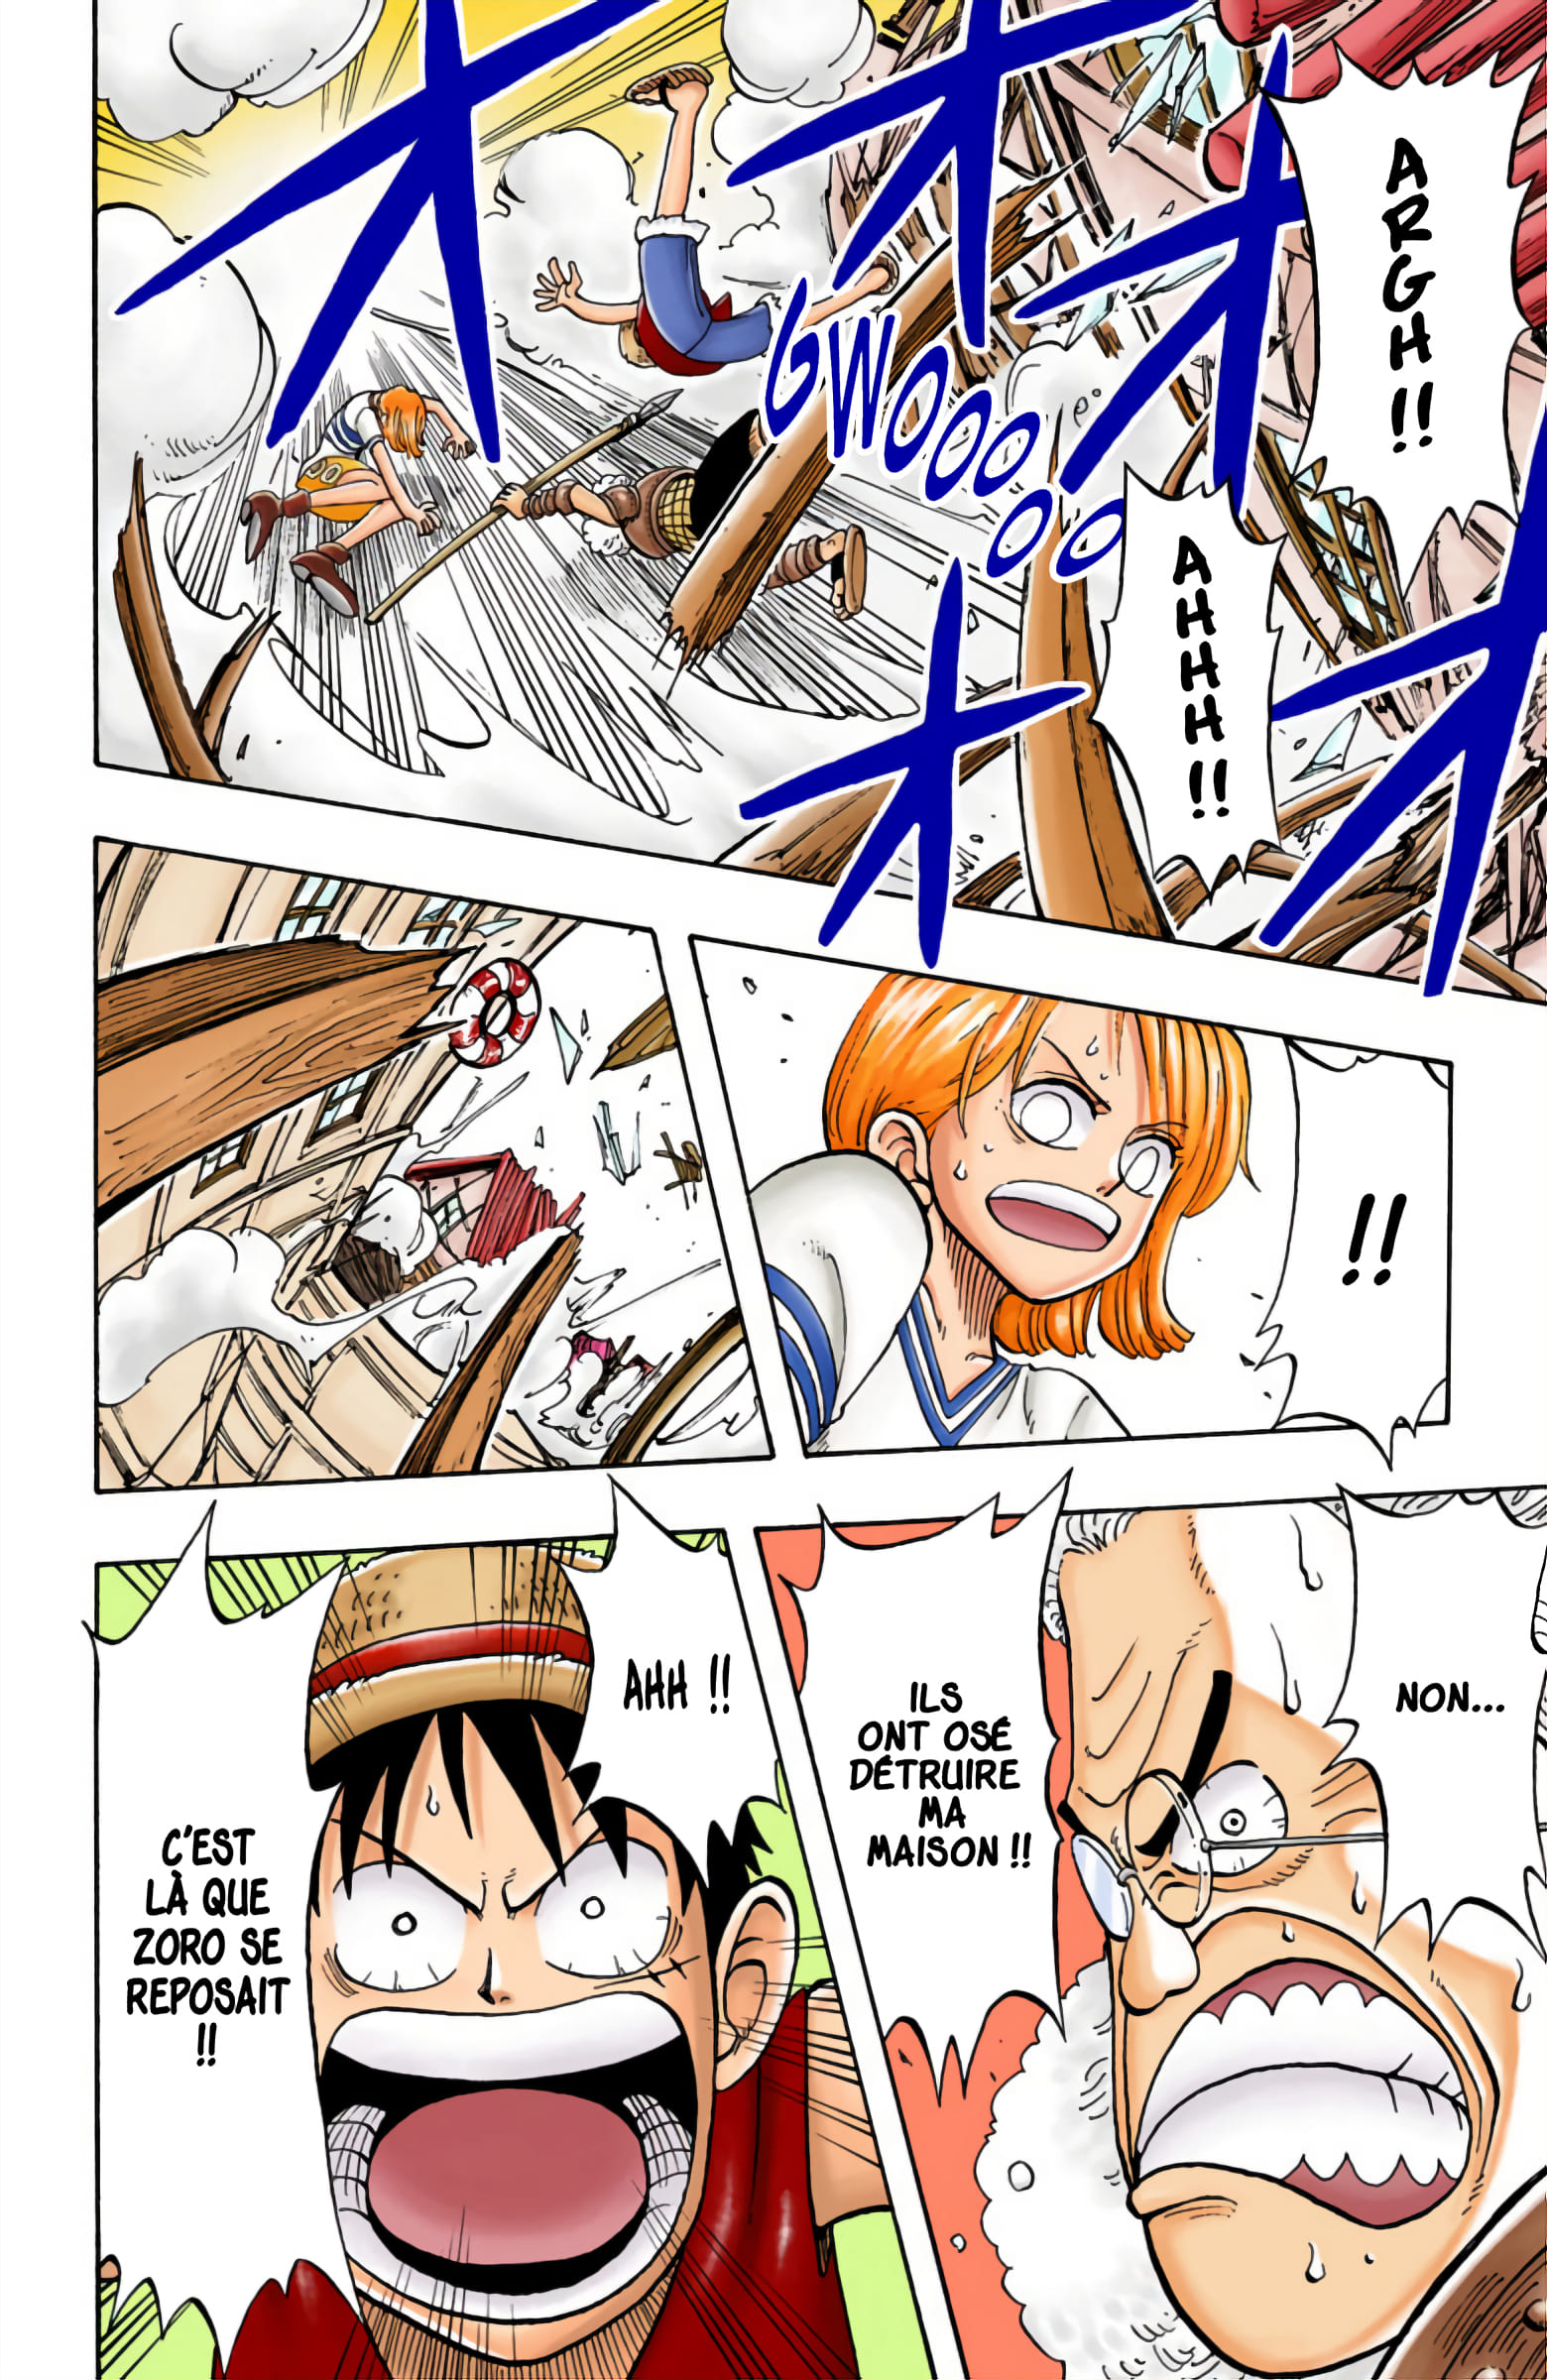 ARGH!!
AHHH!!
GWOOOOOO
!!
NON...
ILS
ONT OSÉ
DÉTRUIRE
MA
MAISON !!
AHH !!
C'EST
LÀ QUE
ZORO SE
REPOSAIT
!!